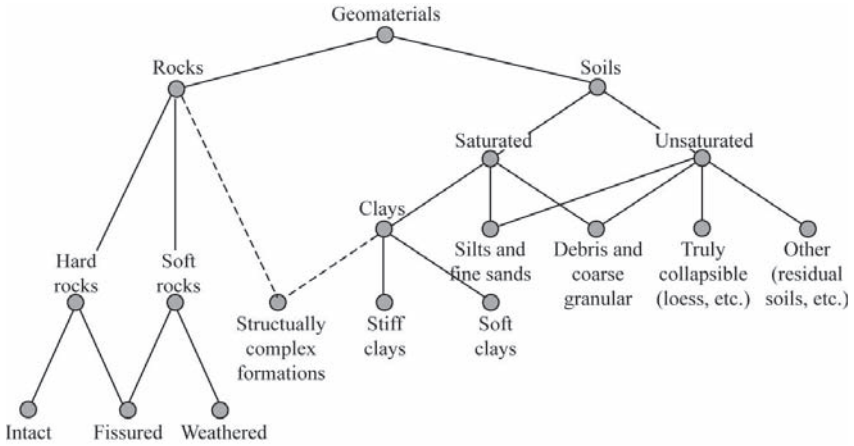 Geomaterials
Rocks
Soils
Saturated
Unsaturated
Clays
Silts and
fine sands
Debris and
coarse
granular
Truly
collapsible
(loess, etc.)
Other
(residual
soils, etc.)
Hard
rocks
Soft
rocks
Structually
complex
formations
Stiff
clays
Soft
clays
Intact
Fissured
Weathered